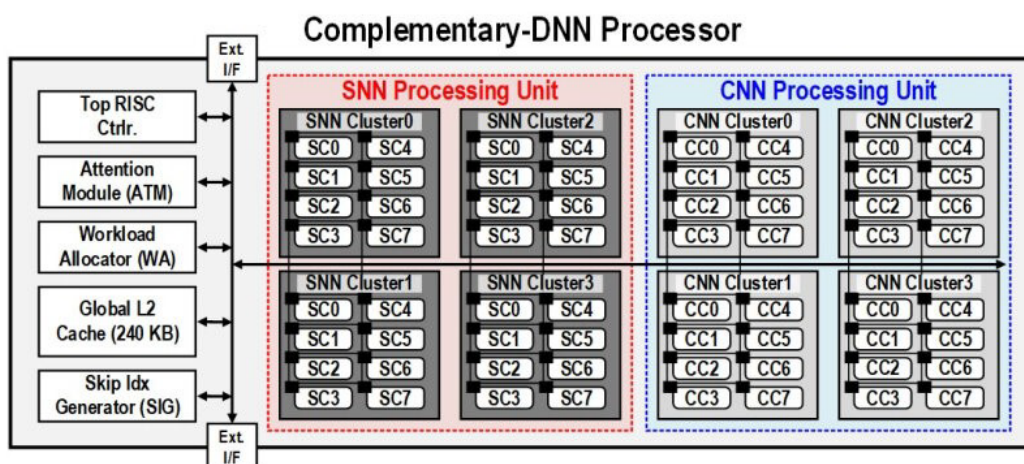 Complementary-DNN Processor
Ext.
I/F
Top RISC
Ctrlr.
Attention
Module (ATM)
Workload
Allocator (WA)
Global L2
Cache (240 KB)
Skip Idx
Generator (SIG)
Ext.
I/F
SNN Processing Unit
SNN Cluster0
SC0 SC4
SC1 SC5
SC2 SC6
SC3 SC7
SNN Cluster2
SC0 SC4
SC1 SC5
SC2 SC6
SC3 SC7
SNN Cluster1
SC0 SC4
SC1 SC5
SC2 SC6
SC3 SC7
SNN Cluster3
SC0 SC4
SC1 SC5
SC2 SC6
SC3 SC7
CNN Processing Unit
CNN Cluster0
CC0 CC4
CC1 CC5
CC2 CC6
CC3 CC7
CNN Cluster2
CC0 CC4
CC1 CC5
CC2 CC6
CC3 CC7
CNN Cluster1
CC0 CC4
CC1 CC5
CC2 CC6
CC3 CC7
CNN Cluster3
CC0 CC4
CC1 CC5
CC2 CC6
CC3 CC7